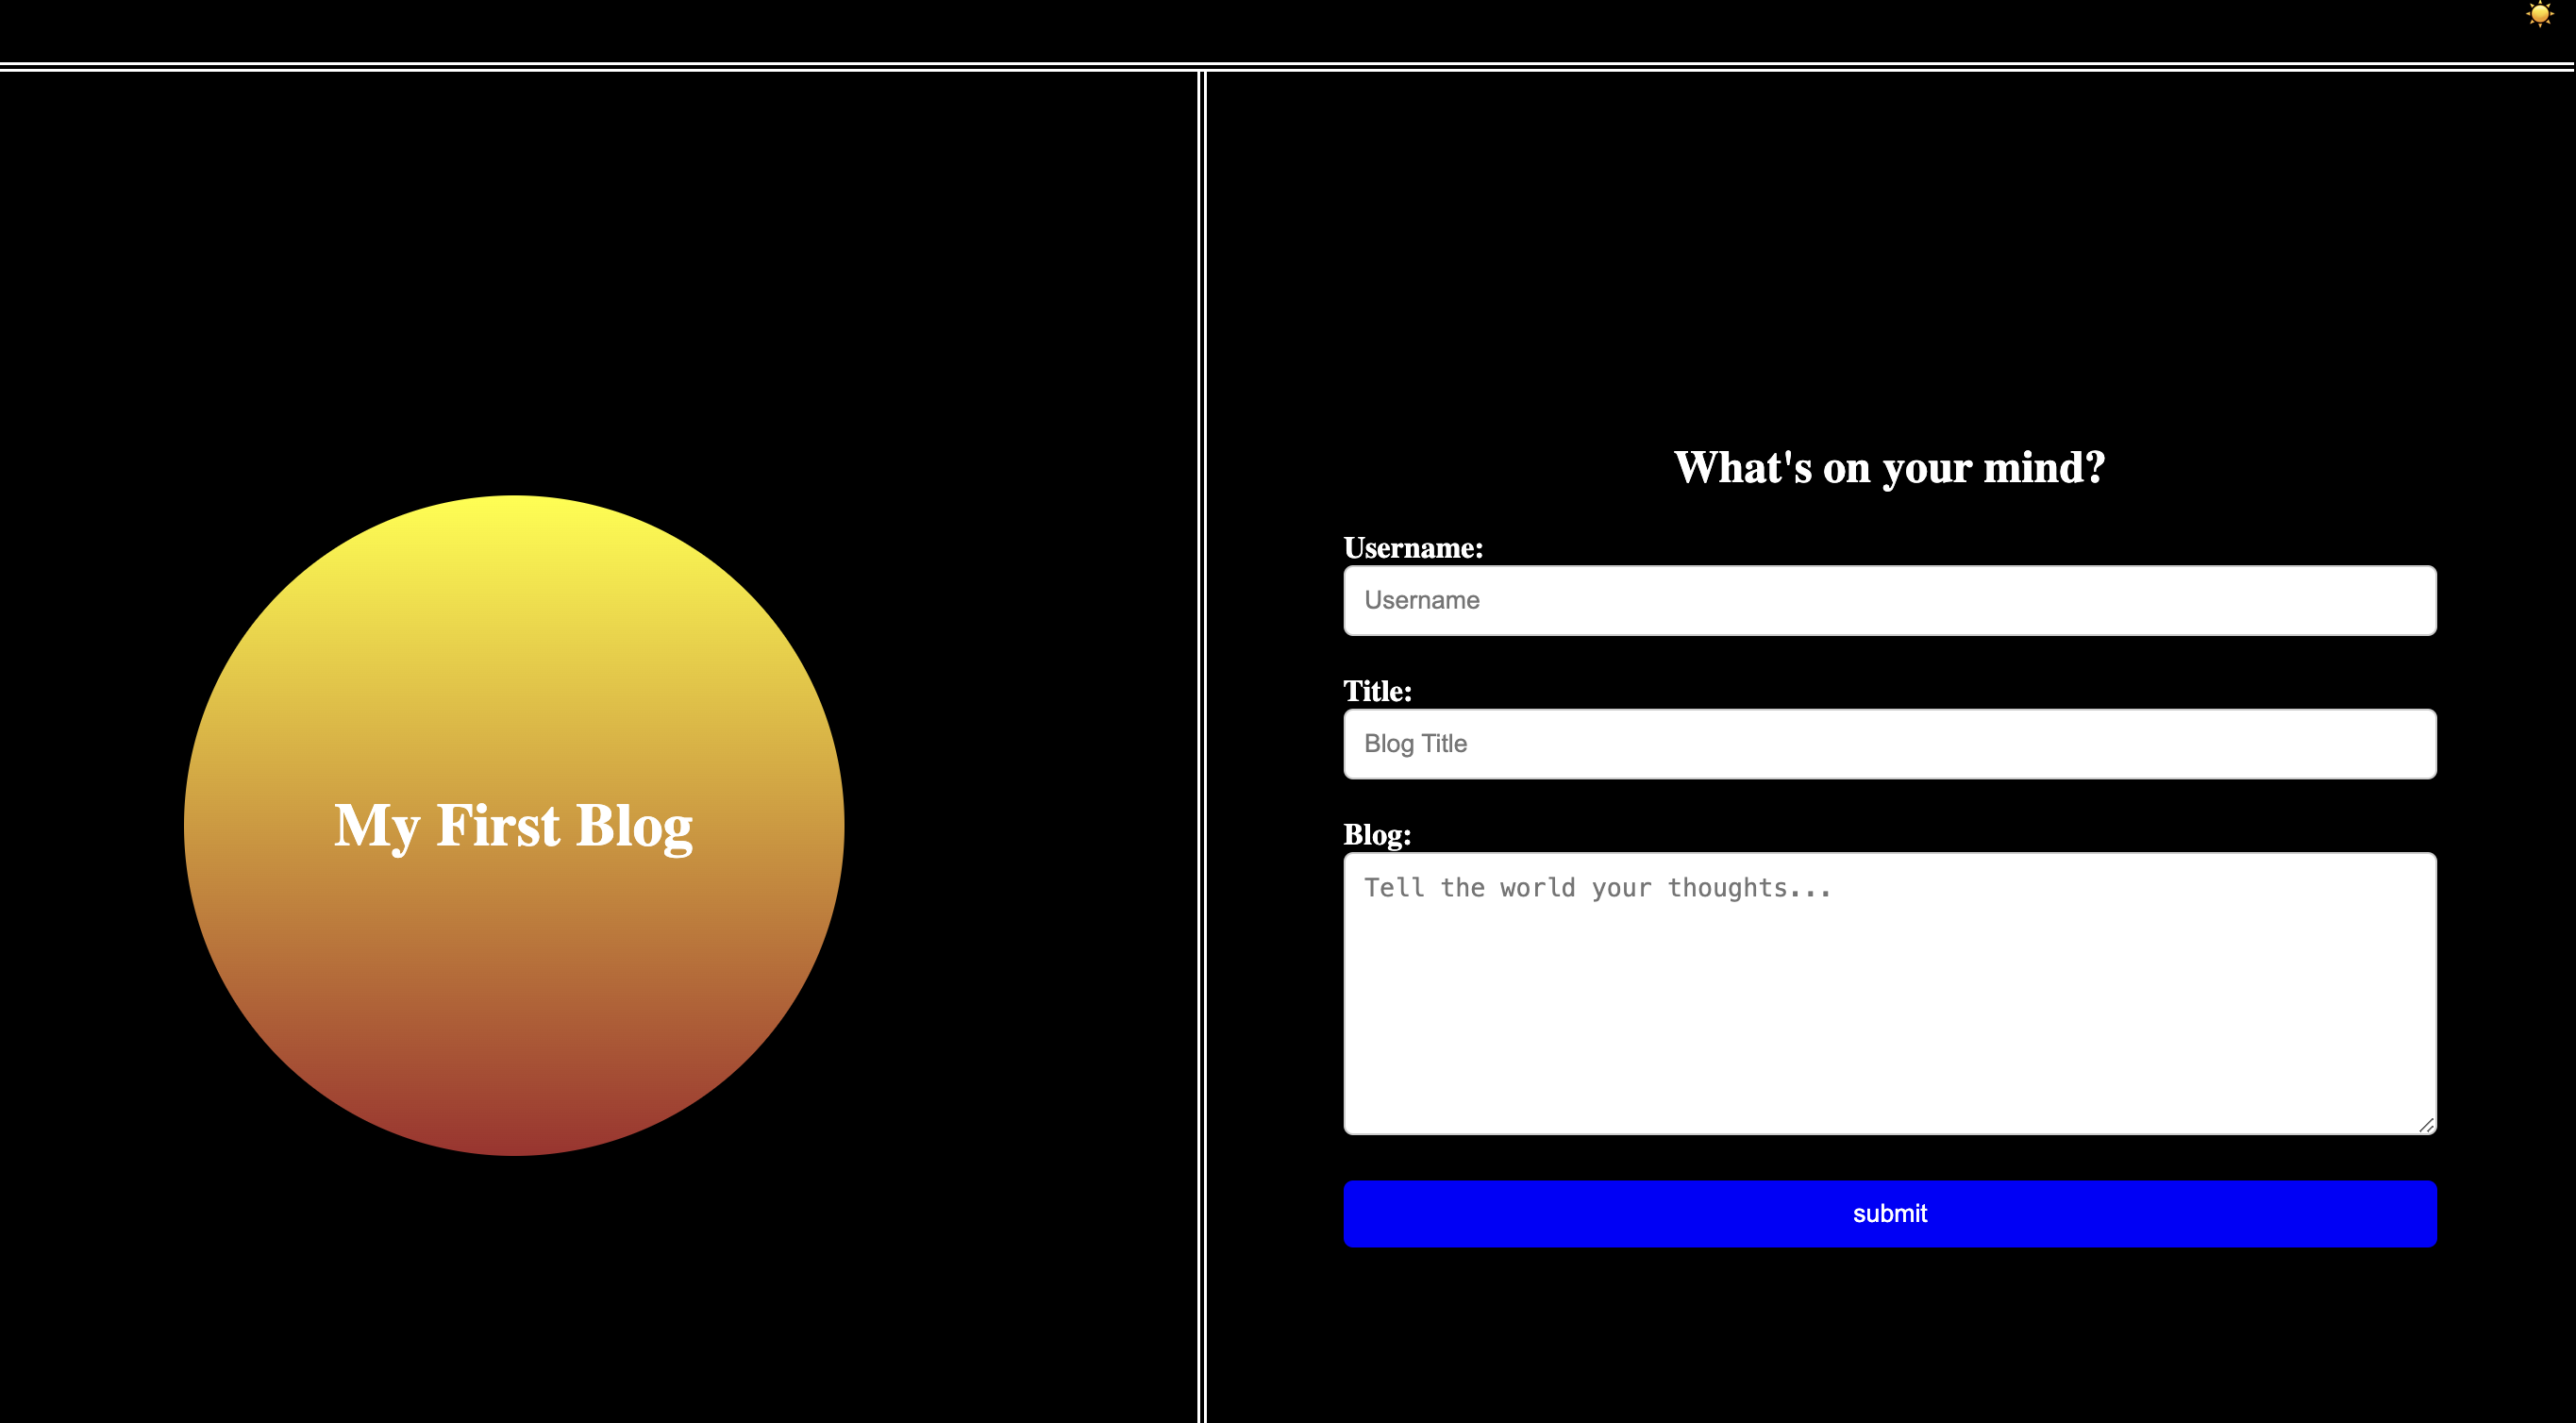 My First Blog
What's on your mind?
Username:
Username
Title:
Blog Title
Blog:
Tell the world your thoughts...
submit